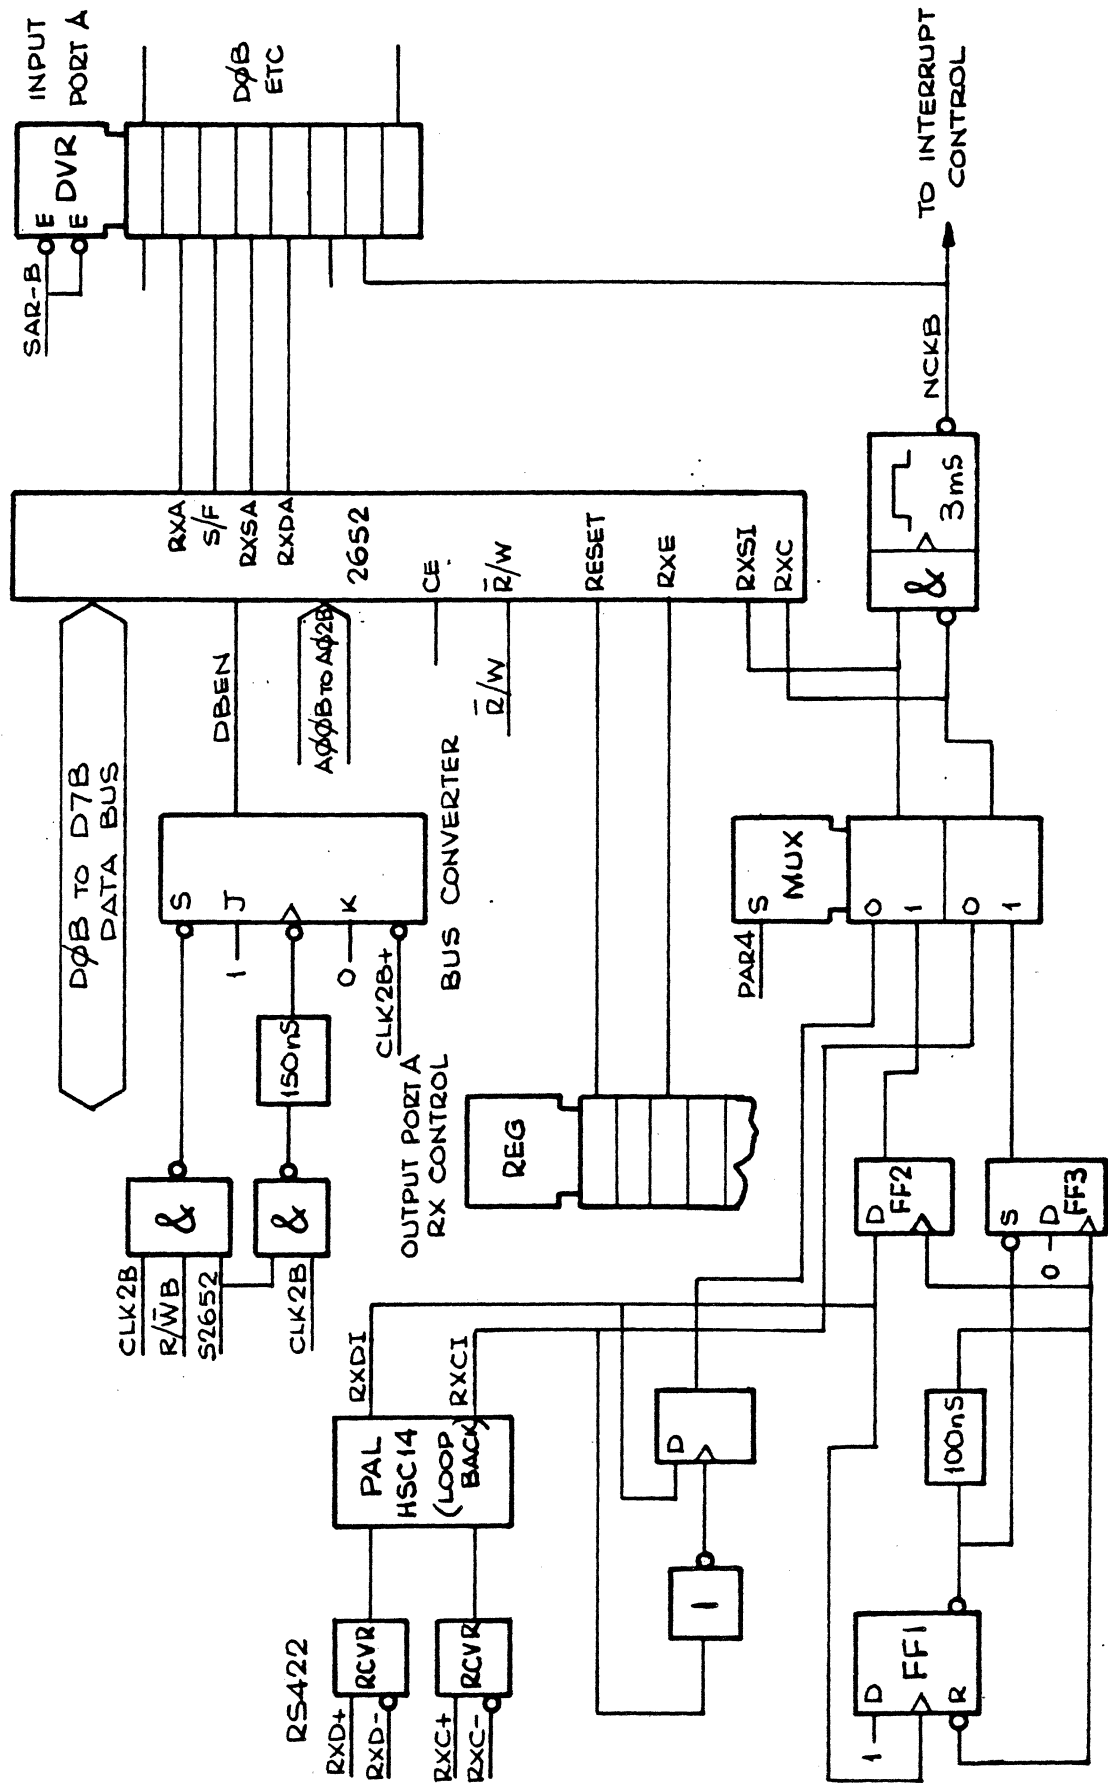 INPUT
PORT A
SAR-B
E
E
DVR
DØB
ETC
DØB TO D7B
DATA BUS
RXA
S/F
RXSA
RXDA
2652
CE
R̄/W
RESET
RXE
RXSI
RXC
DBEN
AØØB TO AØ2B
R̄/W
S
J
K
1
0
CLK2B+
BUS CONVERTER
150nS
&
&
CLK2B
R/W̄B
S2652
CLK2B
OUTPUT PORT A
RX CONTROL
REG
PAR4
S
MUX
0
1
0
1
&
3mS
NCKB
TO INTERRUPT
CONTROL
RS422
RXD+
RXD-
RCVR
RXC+
RXC-
RCVR
PAL
HSC14
(LOOP
BACK)
RXDI
RXCI
1
D
D
FF2
S
D
FF3
0
100nS
1
D
R
FF1